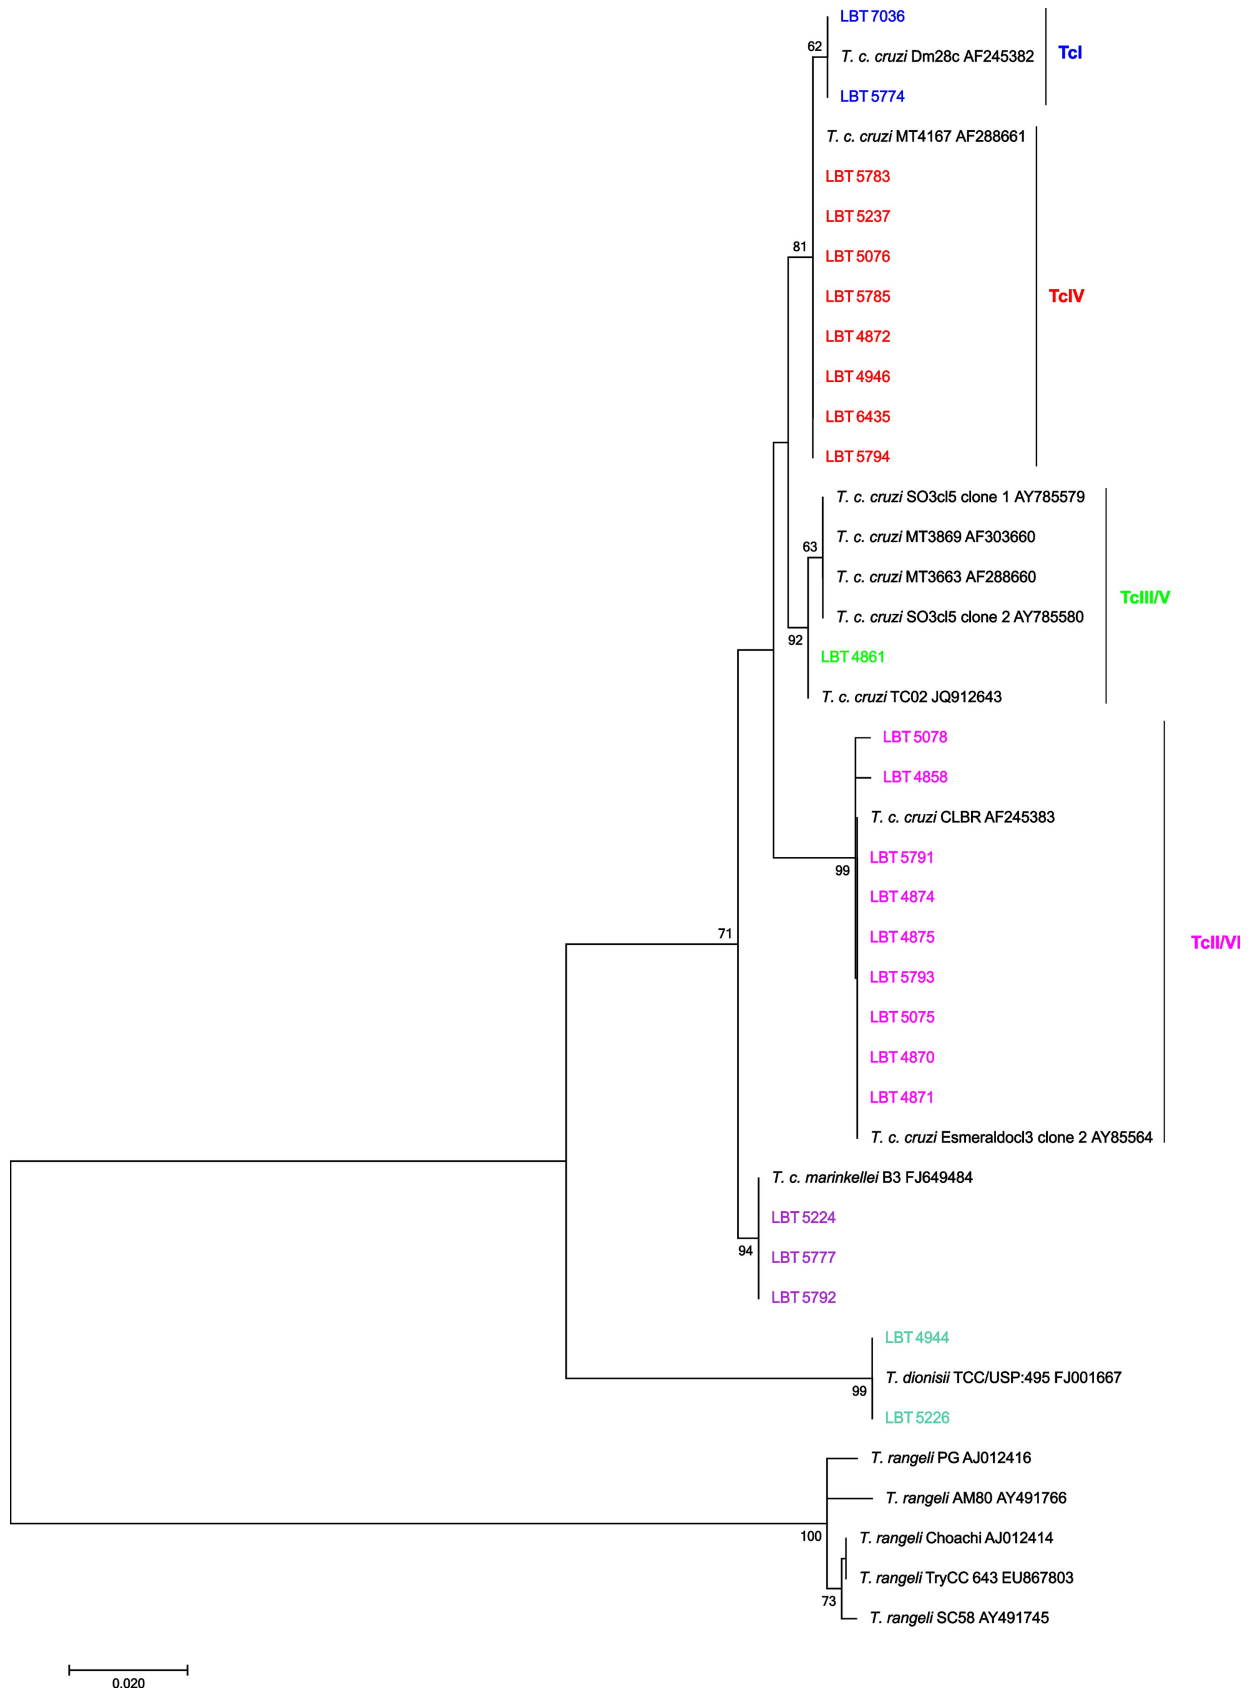 LBT 7036
62
T. c. cruzi Dm28c AF245382
TcI
LBT 5774
T. c. cruzi MT4167 AF288661
LBT 5783
LBT 5237
81
LBT 5076
LBT 5785
TcIV
LBT 4872
LBT 4946
LBT 6435
LBT 5794
T. c. cruzi SO3cl5 clone 1 AY785579
T. c. cruzi MT3869 AF303660
63
T. c. cruzi MT3663 AF288660
TcIII/V
T. c. cruzi SO3cl5 clone 2 AY785580
92
LBT 4861
T. c. cruzi TC02 JQ912643
LBT 5078
LBT 4858
T. c. cruzi CLBR AF245383
LBT 5791
99
LBT 4874
LBT 4875
71
TcII/VI
LBT 5793
LBT 5075
LBT 4870
LBT 4871
T. c. cruzi Esmeraldocl3 clone 2 AY85564
T. c. marinkellei B3 FJ649484
LBT 5224
94
LBT 5777
LBT 5792
LBT 4944
T. dionisii TCC/USP:495 FJ001667
99
LBT 5226
T. rangeli PG AJ012416
T. rangeli AM80 AY491766
100
T. rangeli Choachi AJ012414
T. rangeli TryCC 643 EU867803
73
T. rangeli SC58 AY491745
0.020